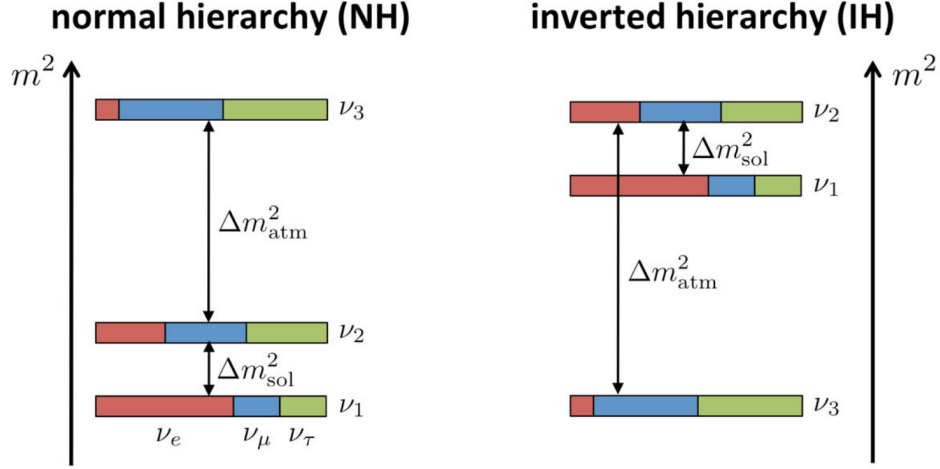 normal hierarchy (NH)
m²
ν₃
Δm²atm
ν₂
Δm²sol
ν₁
νe νμ ντ
inverted hierarchy (IH)
m²
ν₂
Δm²sol
ν₁
Δm²atm
ν₃